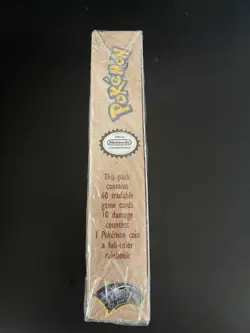 POKéMON
Nintendo
This pack
contains
60 tradable
game cards
10 damage
counters
1 Pokémon coin
a full-color
rulebook